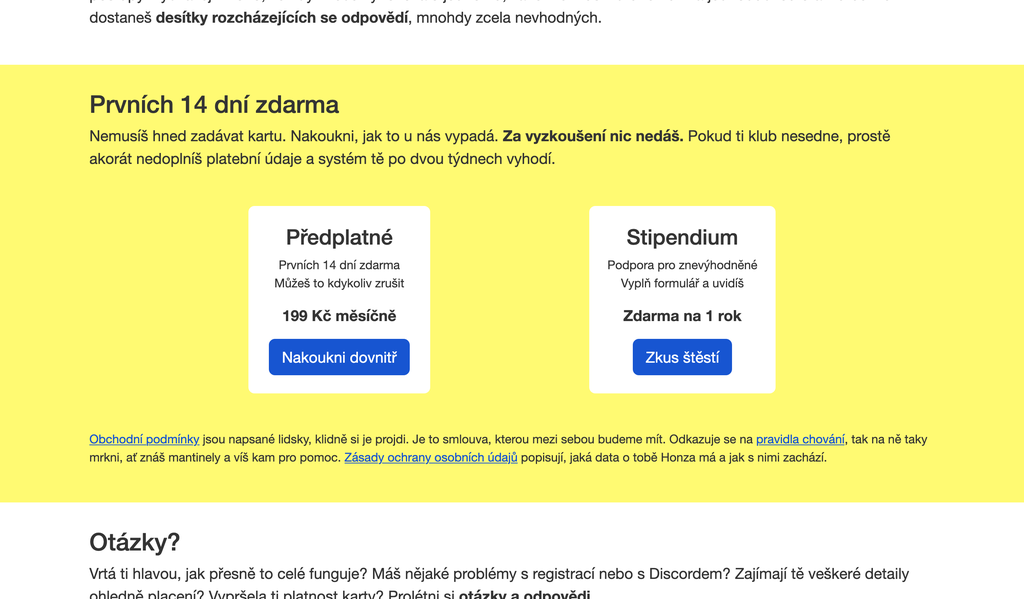 dostaneš desítky rozcházejících se odpovědí, mnohdy zcela nevhodných.
Prvních 14 dní zdarma
Nemusíš hned zadávat kartu. Nakoukni, jak to u nás vypadá. Za vyzkoušení nic nedáš. Pokud ti klub nesedne, prostě
akorát nedoplníš platební údaje a systém tě po dvou týdnech vyhodí.
Předplatné
Prvních 14 dní zdarma
Můžeš to kdykoliv zrušit
199 Kč měsíčně
Nakoukni dovnitř
Stipendium
Podpora pro znevýhodněné
Vyplň formulář a uvidíš
Zdarma na 1 rok
Zkus štěstí
Obchodní podmínky jsou napsané lidsky, klidně si je projdi. Je to smlouva, kterou mezi sebou budeme mít. Odkazuje se na pravidla chování, tak na ně taky
mrkni, ať znáš mantinely a víš kam pro pomoc. Zásady ochrany osobních údajů popisují, jaká data o tobě Honza má a jak s nimi zachází.
Otázky?
Vrtá ti hlavou, jak přesně to celé funguje? Máš nějaké problémy s registrací nebo s Discordem? Zajímají tě veškeré detaily
ohledně placení? Vypršela ti platnost karty? Prolétni si otázky a odpovědi.